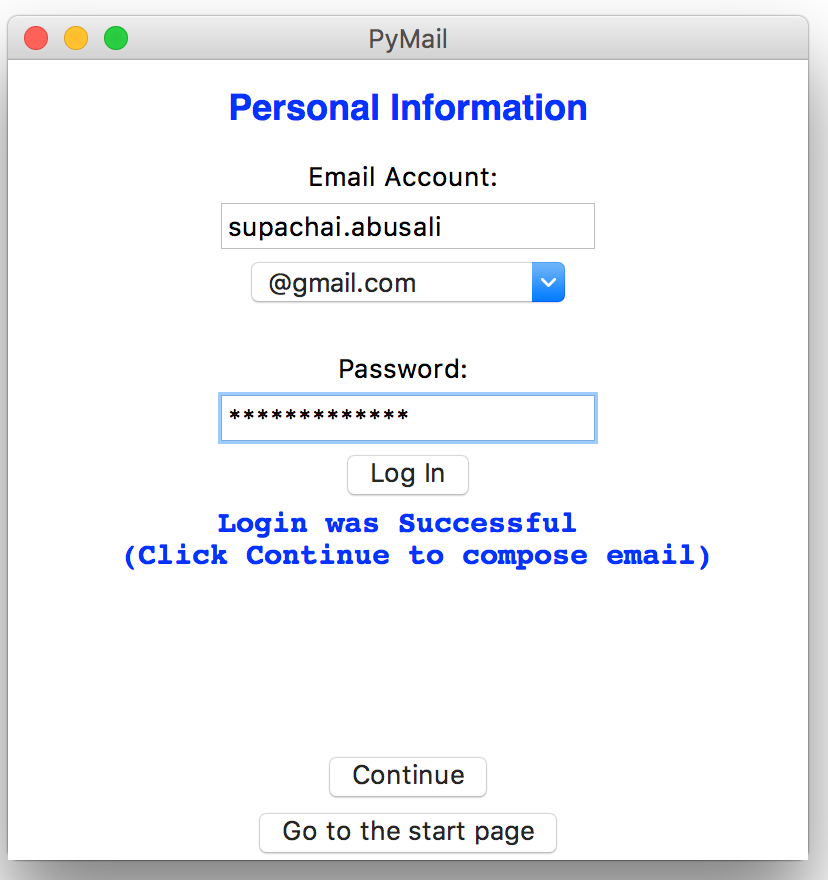 PyMail
Personal Information
Email Account:
supachai.abusali
@gmail.com
Password:
*************
Log In
Login was Successful
(Click Continue to compose email)
Continue
Go to the start page